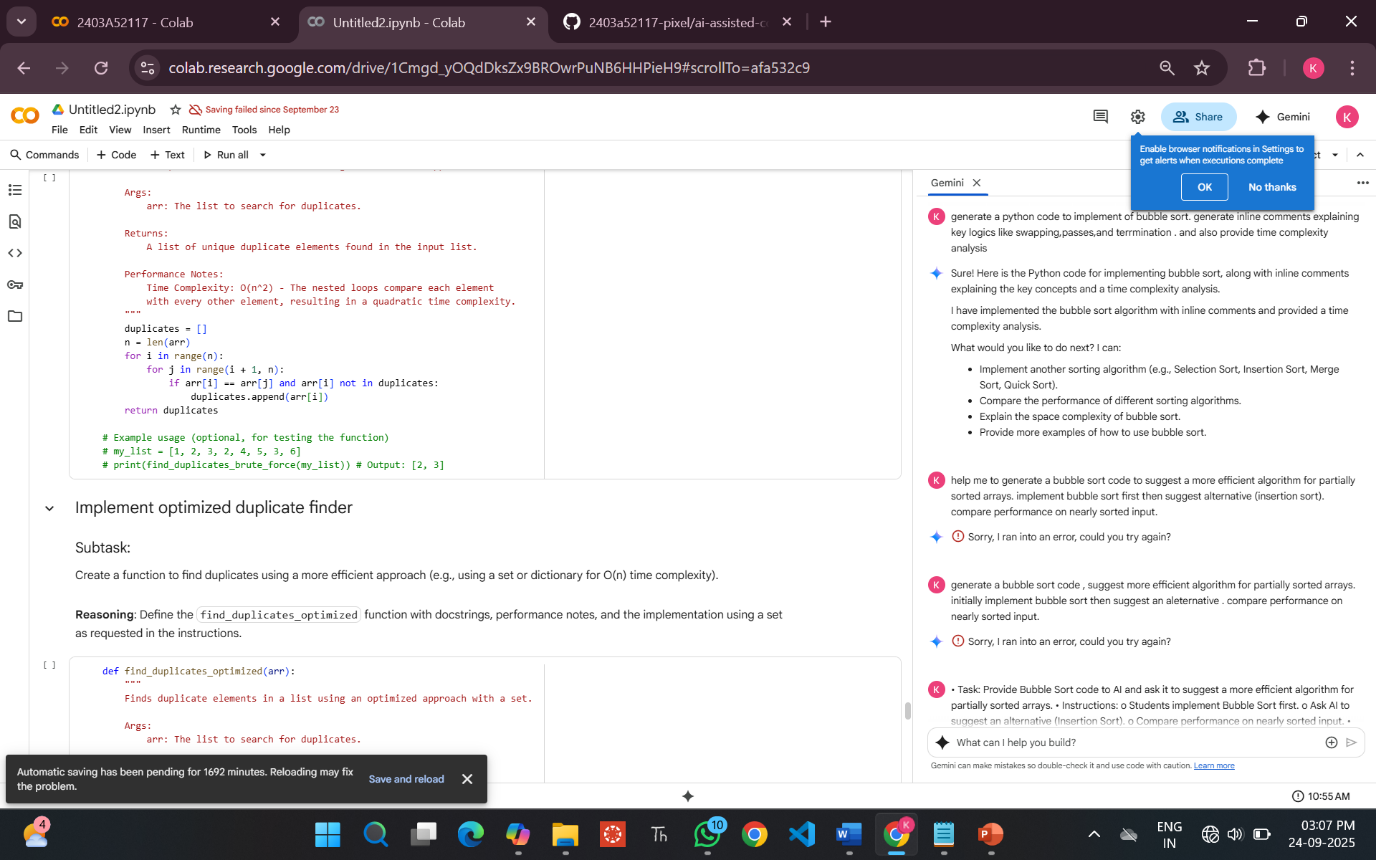 2403A52117 - Colab
Untitled2.ipynb - Colab
2403a52117-pixel/ai-assisted-c
colab.research.google.com/drive/1Cmgd_yOQdDksZx9BROwrPuNB6HHPieH9#scrollTo=afa532c9
K
Untitled2.ipynb
Saving failed since September 23
File Edit View Insert Runtime Tools Help
Share
Gemini
K
Commands + Code + Text Run all
Enable browser notifications in Settings to
get alerts when executions complete
OK No thanks
[ ]
Args:
arr: The list to search for duplicates.
Returns:
A list of unique duplicate elements found in the input list.
Performance Notes:
Time Complexity: O(n^2) - The nested loops compare each element
with every other element, resulting in a quadratic time complexity.
"""
duplicates = []
n = len(arr)
for i in range(n):
for j in range(i + 1, n):
if arr[i] == arr[j] and arr[i] not in duplicates:
duplicates.append(arr[i])
return duplicates
# Example usage (optional, for testing the function)
# my_list = [1, 2, 3, 2, 4, 5, 3, 6]
# print(find_duplicates_brute_force(my_list)) # Output: [2, 3]
Implement optimized duplicate finder
Subtask:
Create a function to find duplicates using a more efficient approach (e.g., using a set or dictionary for O(n) time complexity).
Reasoning: Define the find_duplicates_optimized function with docstrings, performance notes, and the implementation using a set
as requested in the instructions.
[ ]
def find_duplicates_optimized(arr):
"""
Finds duplicate elements in a list using an optimized approach with a set.
Args:
arr: The list to search for duplicates.
Gemini
K
generate a python code to implement of bubble sort. generate inline comments explaining
key logics like swapping,passes,and terrmination . and also provide time complexity
analysis
Sure! Here is the Python code for implementing bubble sort, along with inline comments
explaining the key concepts and a time complexity analysis.
I have implemented the bubble sort algorithm with inline comments and provided a time
complexity analysis.
What would you like to do next? I can:
• Implement another sorting algorithm (e.g., Selection Sort, Insertion Sort, Merge
Sort, Quick Sort).
• Compare the performance of different sorting algorithms.
• Explain the space complexity of bubble sort.
• Provide more examples of how to use bubble sort.
K
help me to generate a bubble sort code to suggest a more efficient algorithm for partially
sorted arrays. implement bubble sort first then suggest alternative (insertion sort).
compare performance on nearly sorted input.
Sorry, I ran into an error, could you try again?
K
generate a bubble sort code , suggest more efficient algorithm for partially sorted arrays.
initially implement bubble sort then suggest an aleternative . compare performance on
nearly sorted input.
Sorry, I ran into an error, could you try again?
K
• Task: Provide Bubble Sort code to AI and ask it to suggest a more efficient algorithm for
partially sorted arrays. • Instructions: o Students implement Bubble Sort first. o Ask AI to
suggest an alternative (Insertion Sort). o Compare performance on nearly sorted input. •
What can I help you build?
Gemini can make mistakes so double-check it and use code with caution. Learn more
Automatic saving has been pending for 1692 minutes. Reloading may fix
the problem.
Save and reload
10:55 AM
4
10
K
ENG
IN
03:07 PM
24-09-2025